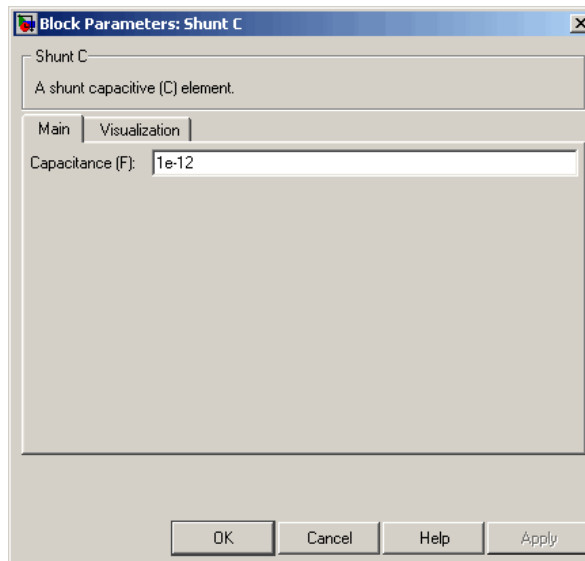 Block Parameters: Shunt C
Shunt C
A shunt capacitive (C) element.
Main Visualization
Capacitance (F): 1e-12
OK Cancel Help Apply